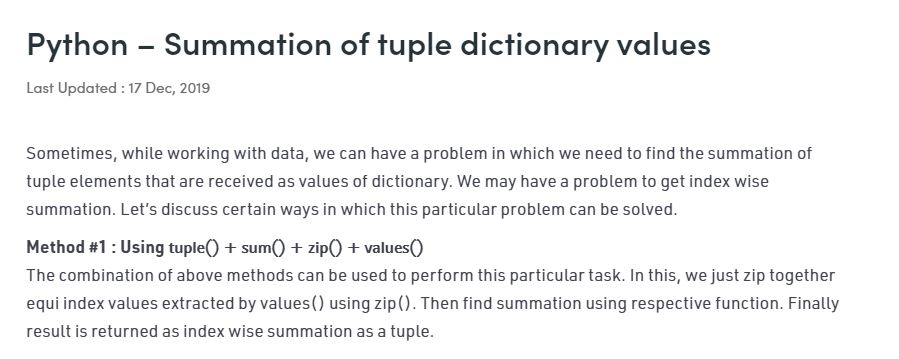 Python – Summation of tuple dictionary values
Last Updated : 17 Dec, 2019
Sometimes, while working with data, we can have a problem in which we need to find the summation of
tuple elements that are received as values of dictionary. We may have a problem to get index wise
summation. Let's discuss certain ways in which this particular problem can be solved.
Method #1 : Using tuple() + sum() + zip() + values()
The combination of above methods can be used to perform this particular task. In this, we just zip together
equi index values extracted by values() using zip(). Then find summation using respective function. Finally
result is returned as index wise summation as a tuple.